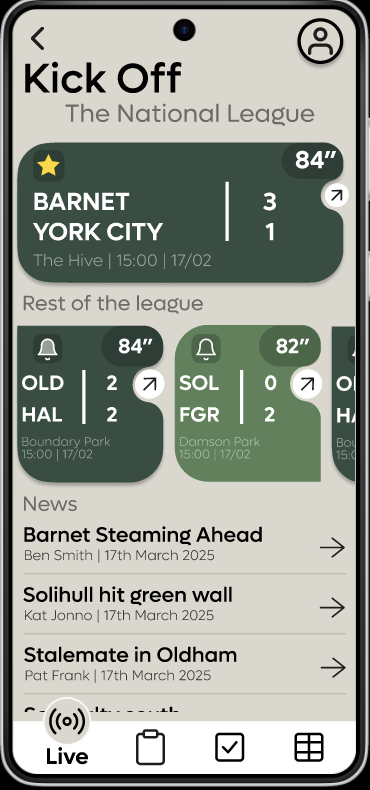 Kick Off
The National League
84”
BARNET 3
YORK CITY 1
The Hive | 15:00 | 17/02
Rest of the league
84” 82”
OLD 2 SOL 0
HAL 2 FGR 2
Boundary Park Damson Park
15:00 | 17/02 15:00 | 17/02
News
Barnet Steaming Ahead
Ben Smith | 17th March 2025
Solihull hit green wall
Kat Jonno | 17th March 2025
Stalemate in Oldham
Pat Frank | 17th March 2025
Live